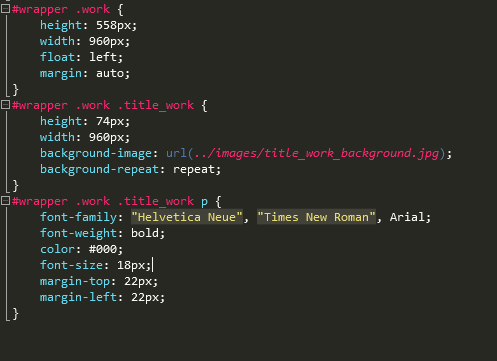 #wrapper .work {
height: 558px;
width: 960px;
float: left;
margin: auto;
}
#wrapper .work .title_work {
height: 74px;
width: 960px;
background-image: url(../images/title_work_background.jpg);
background-repeat: repeat;
}
#wrapper .work .title_work p {
font-family: "Helvetica Neue", "Times New Roman", Arial;
font-weight: bold;
color: #000;
font-size: 18px;
margin-top: 22px;
margin-left: 22px;
}